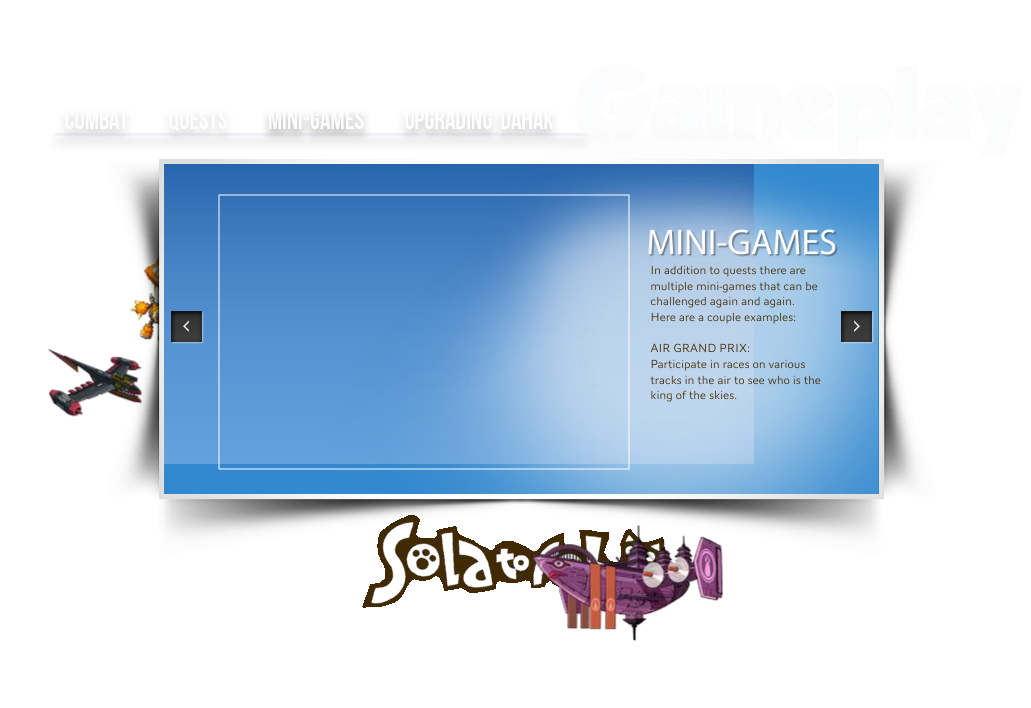 Gameplay
COMBAT QUESTS MINI-GAMES UPGRADING DAHAK
MINI-GAMES
In addition to quests there are
multiple mini-games that can be
challenged again and again.
Here are a couple examples:
AIR GRAND PRIX:
Participate in races on various
tracks in the air to see who is the
king of the skies.
Sola to